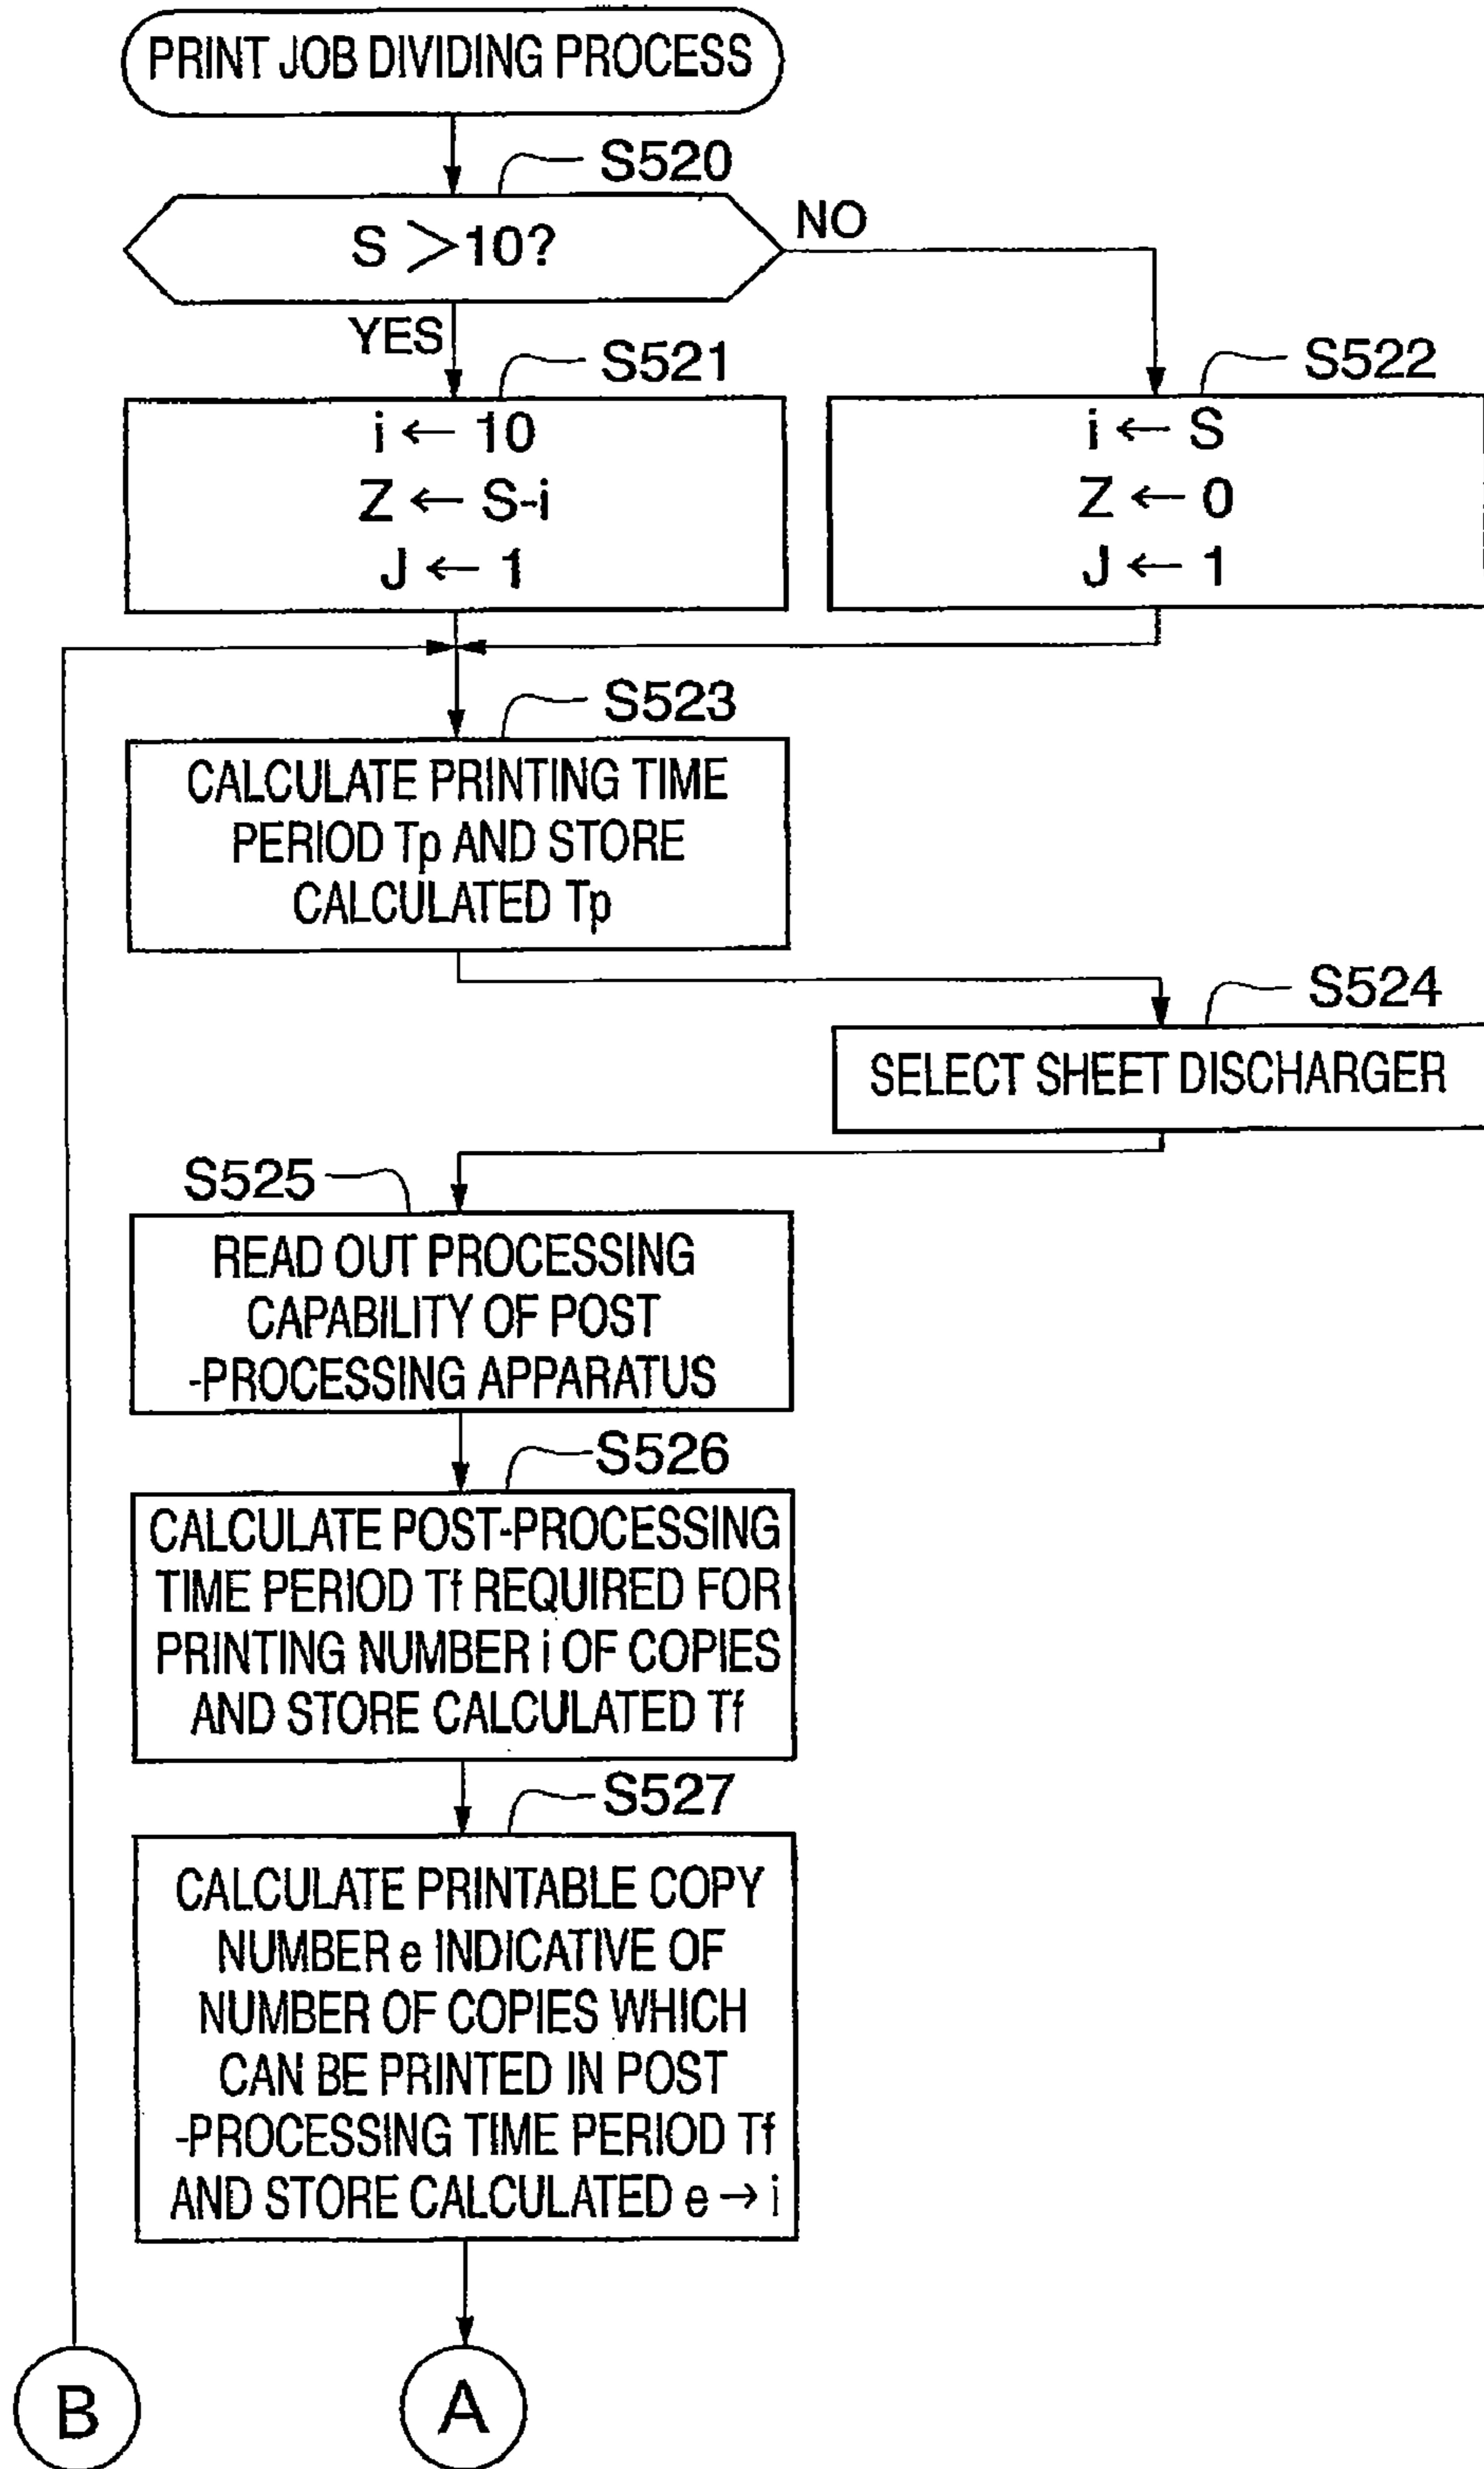 PRINT JOB DIVIDING PROCESS
S520
S >10?
NO
YES
S521
i ← 10
Z ← S-i
J ← 1
S522
i ← S
Z ← 0
J ← 1
S523
CALCULATE PRINTING TIME
PERIOD Tp AND STORE
CALCULATED Tp
S524
SELECT SHEET DISCHARGER
S525
READ OUT PROCESSING
CAPABILITY OF POST
-PROCESSING APPARATUS
S526
CALCULATE POST-PROCESSING
TIME PERIOD Tf REQUIRED FOR
PRINTING NUMBER i OF COPIES
AND STORE CALCULATED Tf
S527
CALCULATE PRINTABLE COPY
NUMBER e INDICATIVE OF
NUMBER OF COPIES WHICH
CAN BE PRINTED IN POST
-PROCESSING TIME PERIOD Tf
AND STORE CALCULATED e → i
B
A